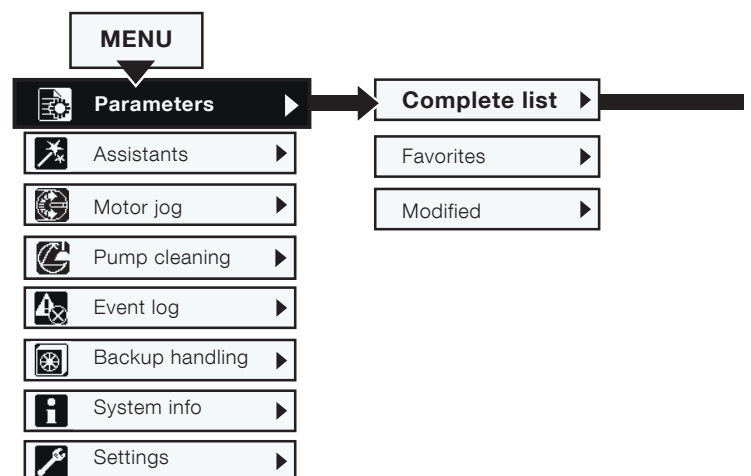 MENU
Parameters
Complete list
Assistants
Favorites
Motor jog
Modified
Pump cleaning
Event log
Backup handling
System info
Settings